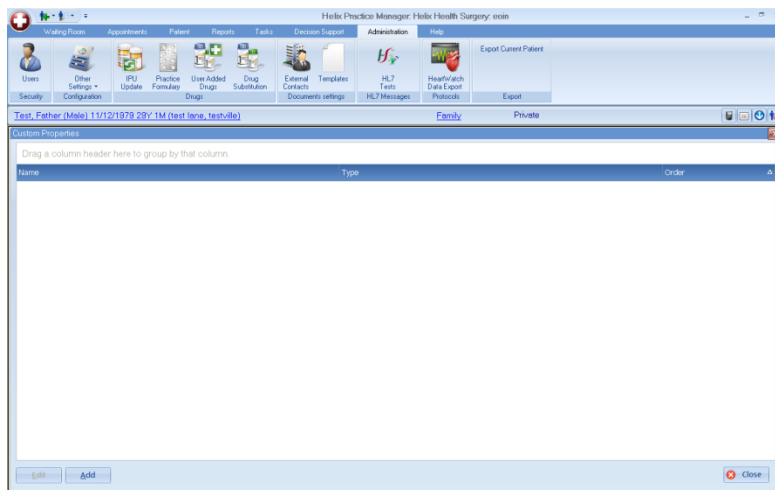 Helix Practice Manager: Helix Health Surgery: eoin
Waiting Room Appointments Patient Reports Tasks Decision Support Administration Help
Users
Other Settings
IPU Update
Practice Formulary
User Added Drugs
Drug Substitution
External Contacts
Templates
HL7 Tests
HeartWatch Data Export
Export Current Patient
Security Configuration Drugs Documents settings HL7 Messages Protocols Export
Test, Father (Male) 11/12/1979 29Y 1M (test lane, testville) Family Private
Custom Properties
Drag a column header here to group by that column.
Name Type Order
Edit Add Close